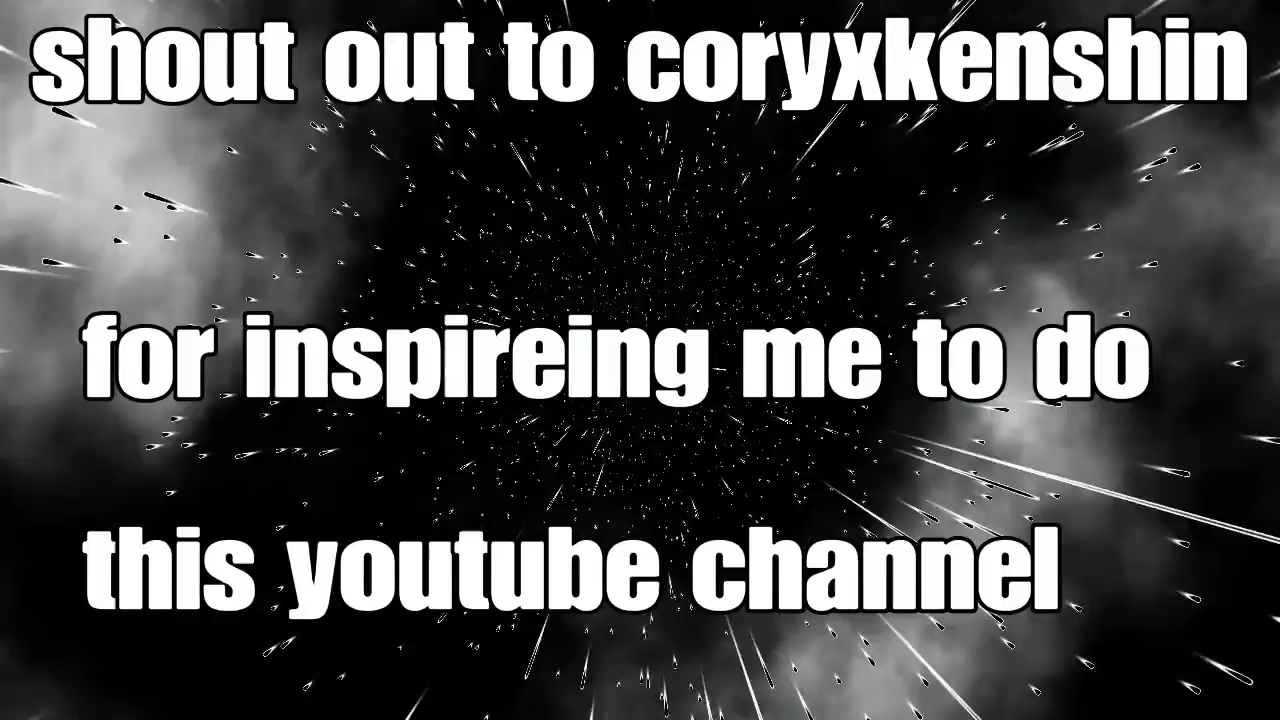 shout out to coryxkenshin
for inspireing me to do
this youtube channel